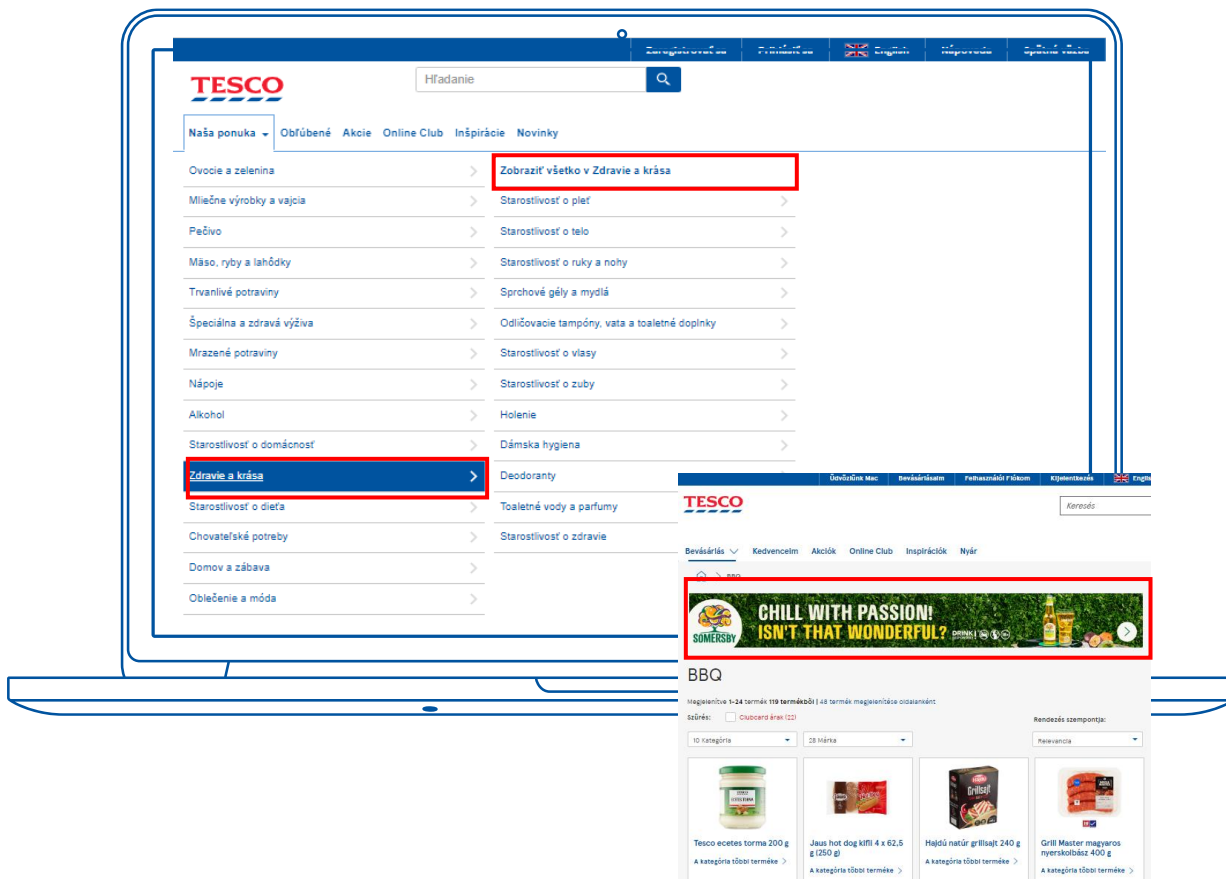 Zaregistrovať sa
Prihlásiť sa
English
Nápoveda
Spätná väzba
TESCO
Hľadanie
Naša ponuka
Obľúbené
Akcie
Online Club
Inšpirácie
Novinky
Ovocie a zelenina
Mliečne výrobky a vajcia
Pečivo
Mäso, ryby a lahôdky
Trvanlivé potraviny
Špeciálna a zdravá výživa
Mrazené potraviny
Nápoje
Alkohol
Starostlivosť o domácnosť
Zdravie a krása
Starostlivosť o dieťa
Chovateľské potreby
Domov a zábava
Oblečenie a móda
Zobraziť všetko v Zdravie a krása
Starostlivosť o pleť
Starostlivosť o telo
Starostlivosť o ruky a nohy
Sprchové gély a mydlá
Odličovacie tampóny, vata a toaletné doplnky
Starostlivosť o vlasy
Starostlivosť o zuby
Holenie
Dámska hygiena
Deodoranty
Toaletné vody a parfumy
Starostlivosť o zdravie
Üdvözlünk Mac
Bevásárlásaim
Felhasználói Fiókom
Kijelentkezés
TESCO
Keresés
Bevásárlás
Kedvenceim
Akciók
Online Club
Inspirációk
Nyár
BBQ
SOMERSBY
CHILL WITH PASSION!
ISN'T THAT WONDERFUL?
BBQ
Megjelenítve 1-24 termék 119 termékből | 48 termék megjelenítése oldalanként
Szűrés:
Clubcard árak (22)
Rendezés szempontja:
10 Kategória
28 Márka
Relevancia
Grillsajt
Tesco ecetes torma 200 g
A kategória többi terméke
Jaus hot dog kifli 4 x 62,5
g (250 g)
A kategória többi terméke
Hajdú natúr grillsajt 240 g
A kategória többi terméke
Grill Master magyaros
nyerskolbász 400 g
A kategória többi terméke